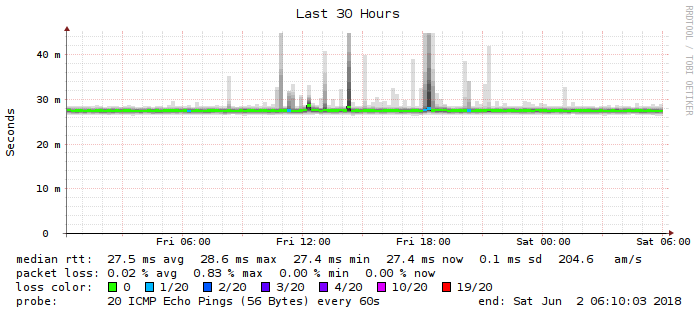 Last 30 Hours
RRDTOOL / TOBI OETIKER
Seconds
40 m
30 m
20 m
10 m
0
Fri 06:00 Fri 12:00 Fri 18:00 Sat 00:00 Sat 06:00
median rtt: 27.5 ms avg 28.6 ms max 27.4 ms min 27.4 ms now 0.1 ms sd 204.6 am/s
packet loss: 0.02 % avg 0.83 % max 0.00 % min 0.00 % now
loss color: 0 1/20 2/20 3/20 4/20 10/20 19/20
probe: 20 ICMP Echo Pings (56 Bytes) every 60s end: Sat Jun 2 06:10:03 2018